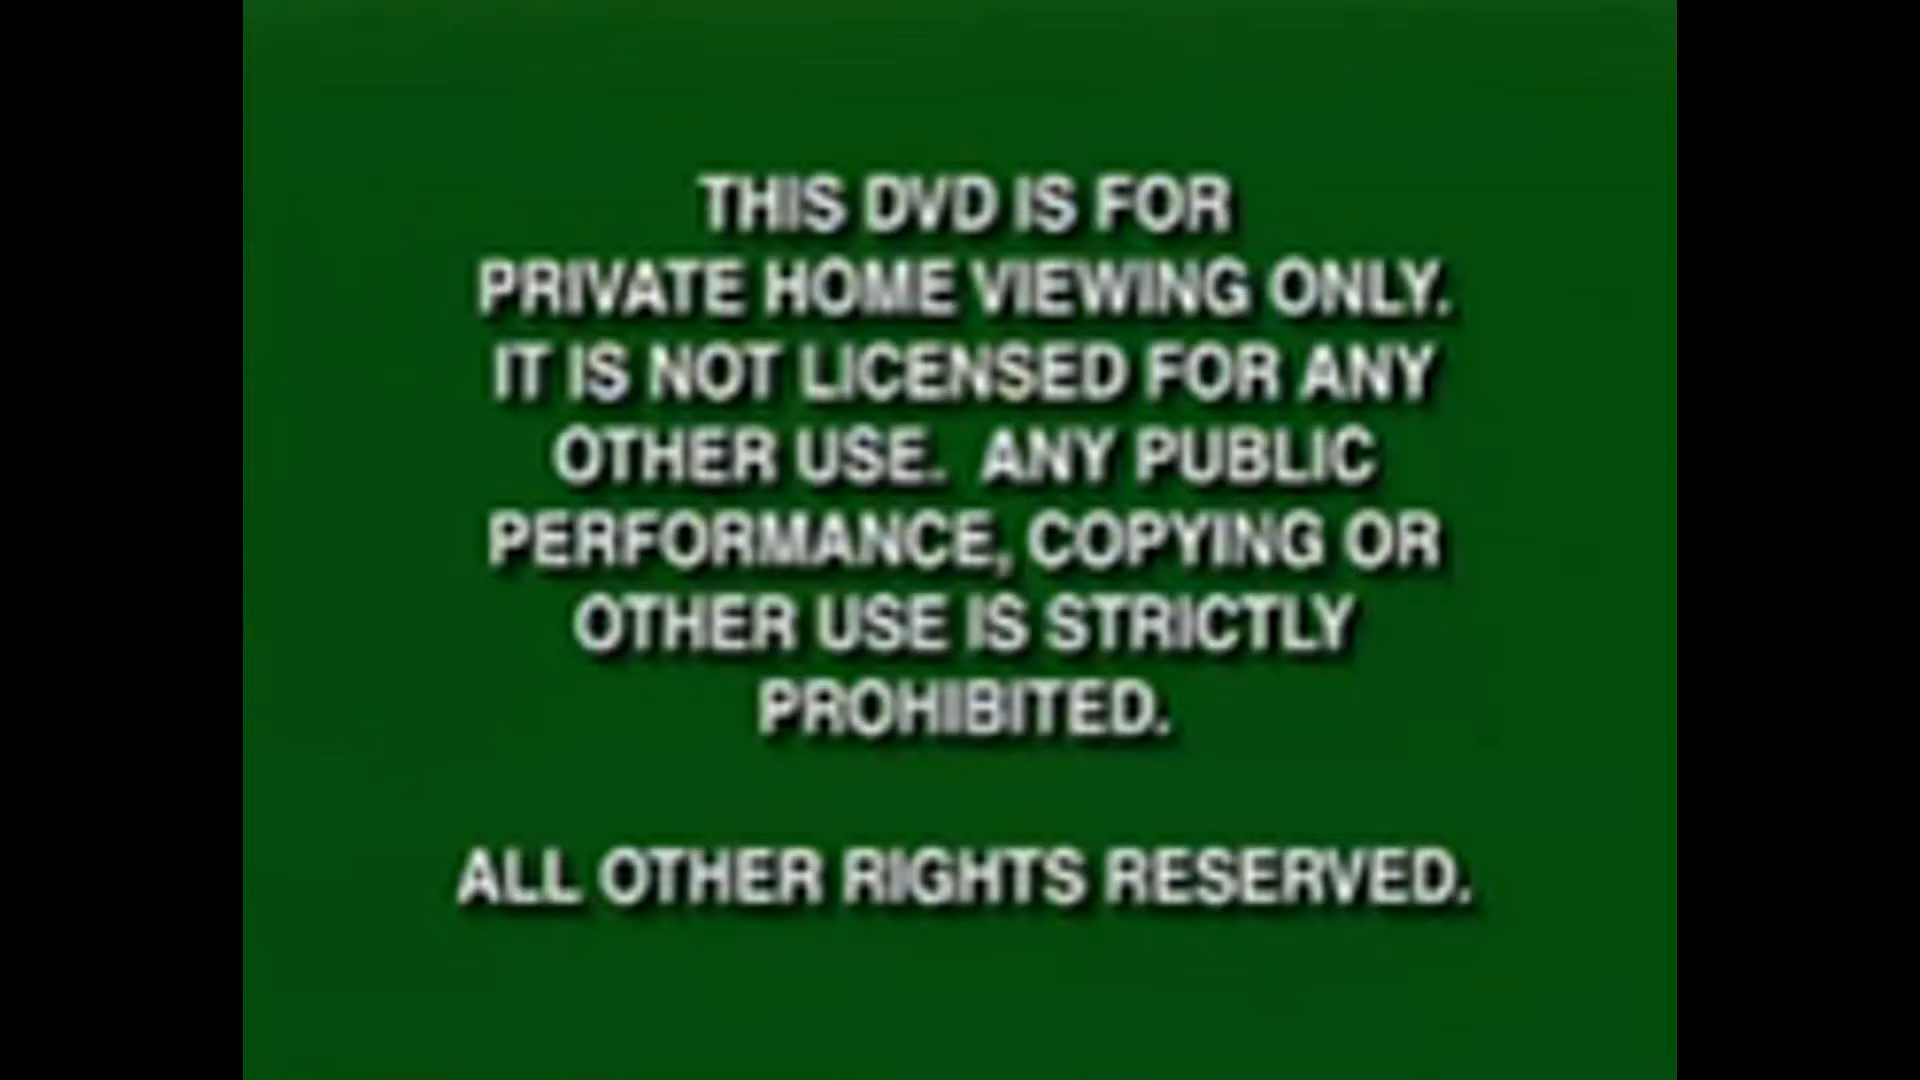 THIS DVD IS FOR
PRIVATE HOME VIEWING ONLY.
IT IS NOT LICENSED FOR ANY
OTHER USE.  ANY PUBLIC
PERFORMANCE, COPYING OR
OTHER USE IS STRICTLY
PROHIBITED.
ALL OTHER RIGHTS RESERVED.